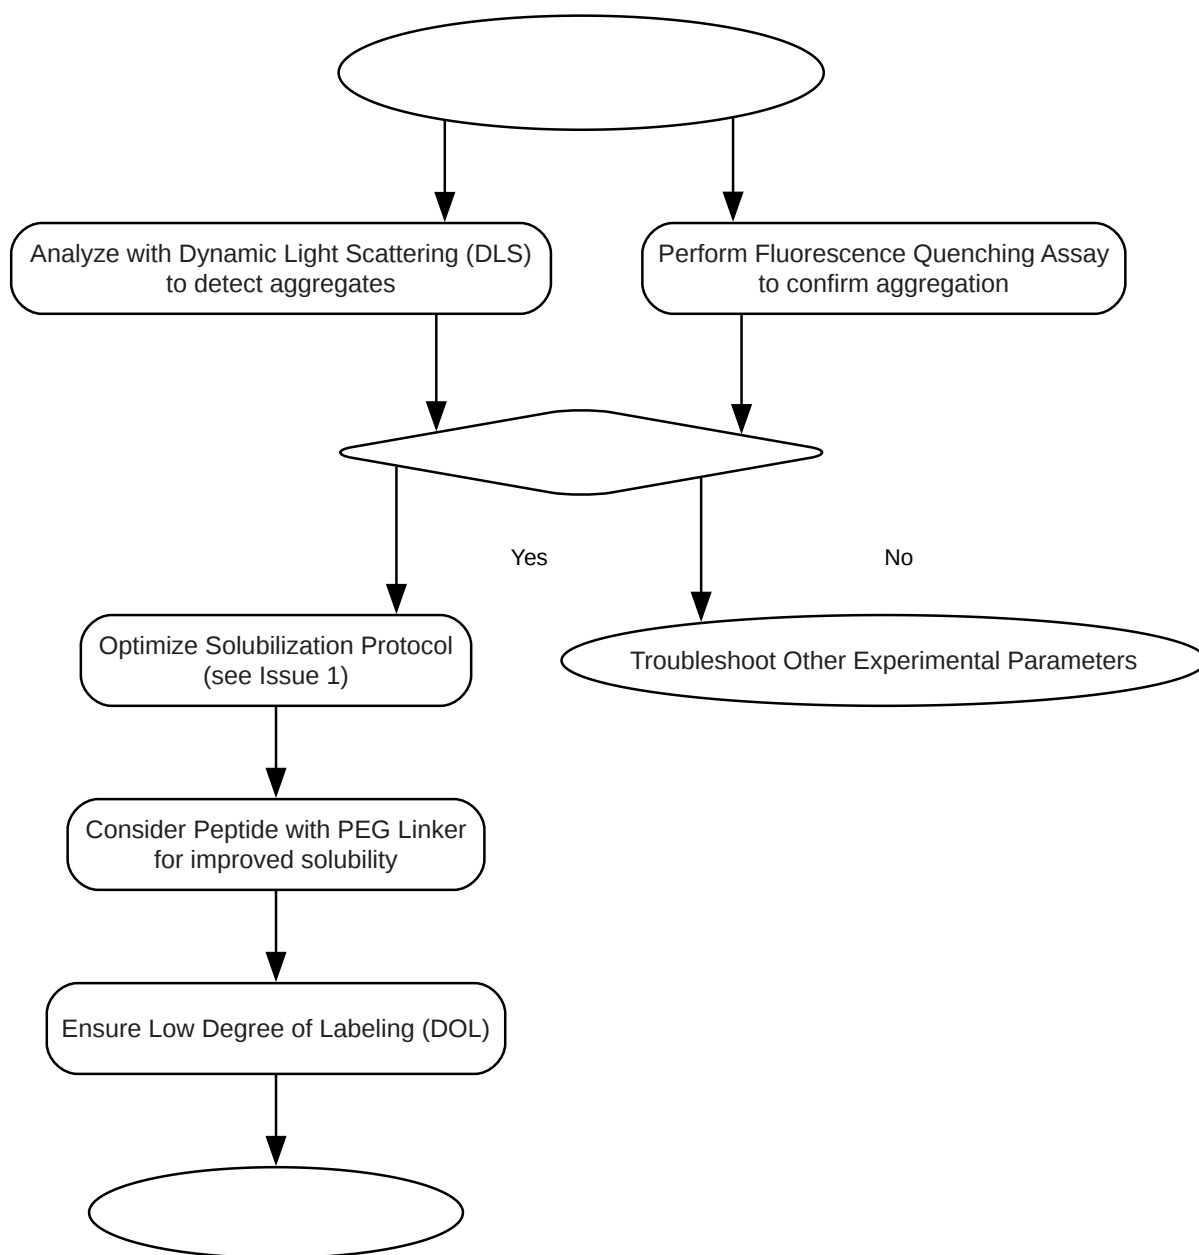 Analyze with Dynamic Light Scattering (DLS)
to detect aggregates
Perform Fluorescence Quenching Assay
to confirm aggregation
Yes
No
Optimize Solubilization Protocol
(see Issue 1)
Troubleshoot Other Experimental Parameters
Consider Peptide with PEG Linker
for improved solubility
Ensure Low Degree of Labeling (DOL)